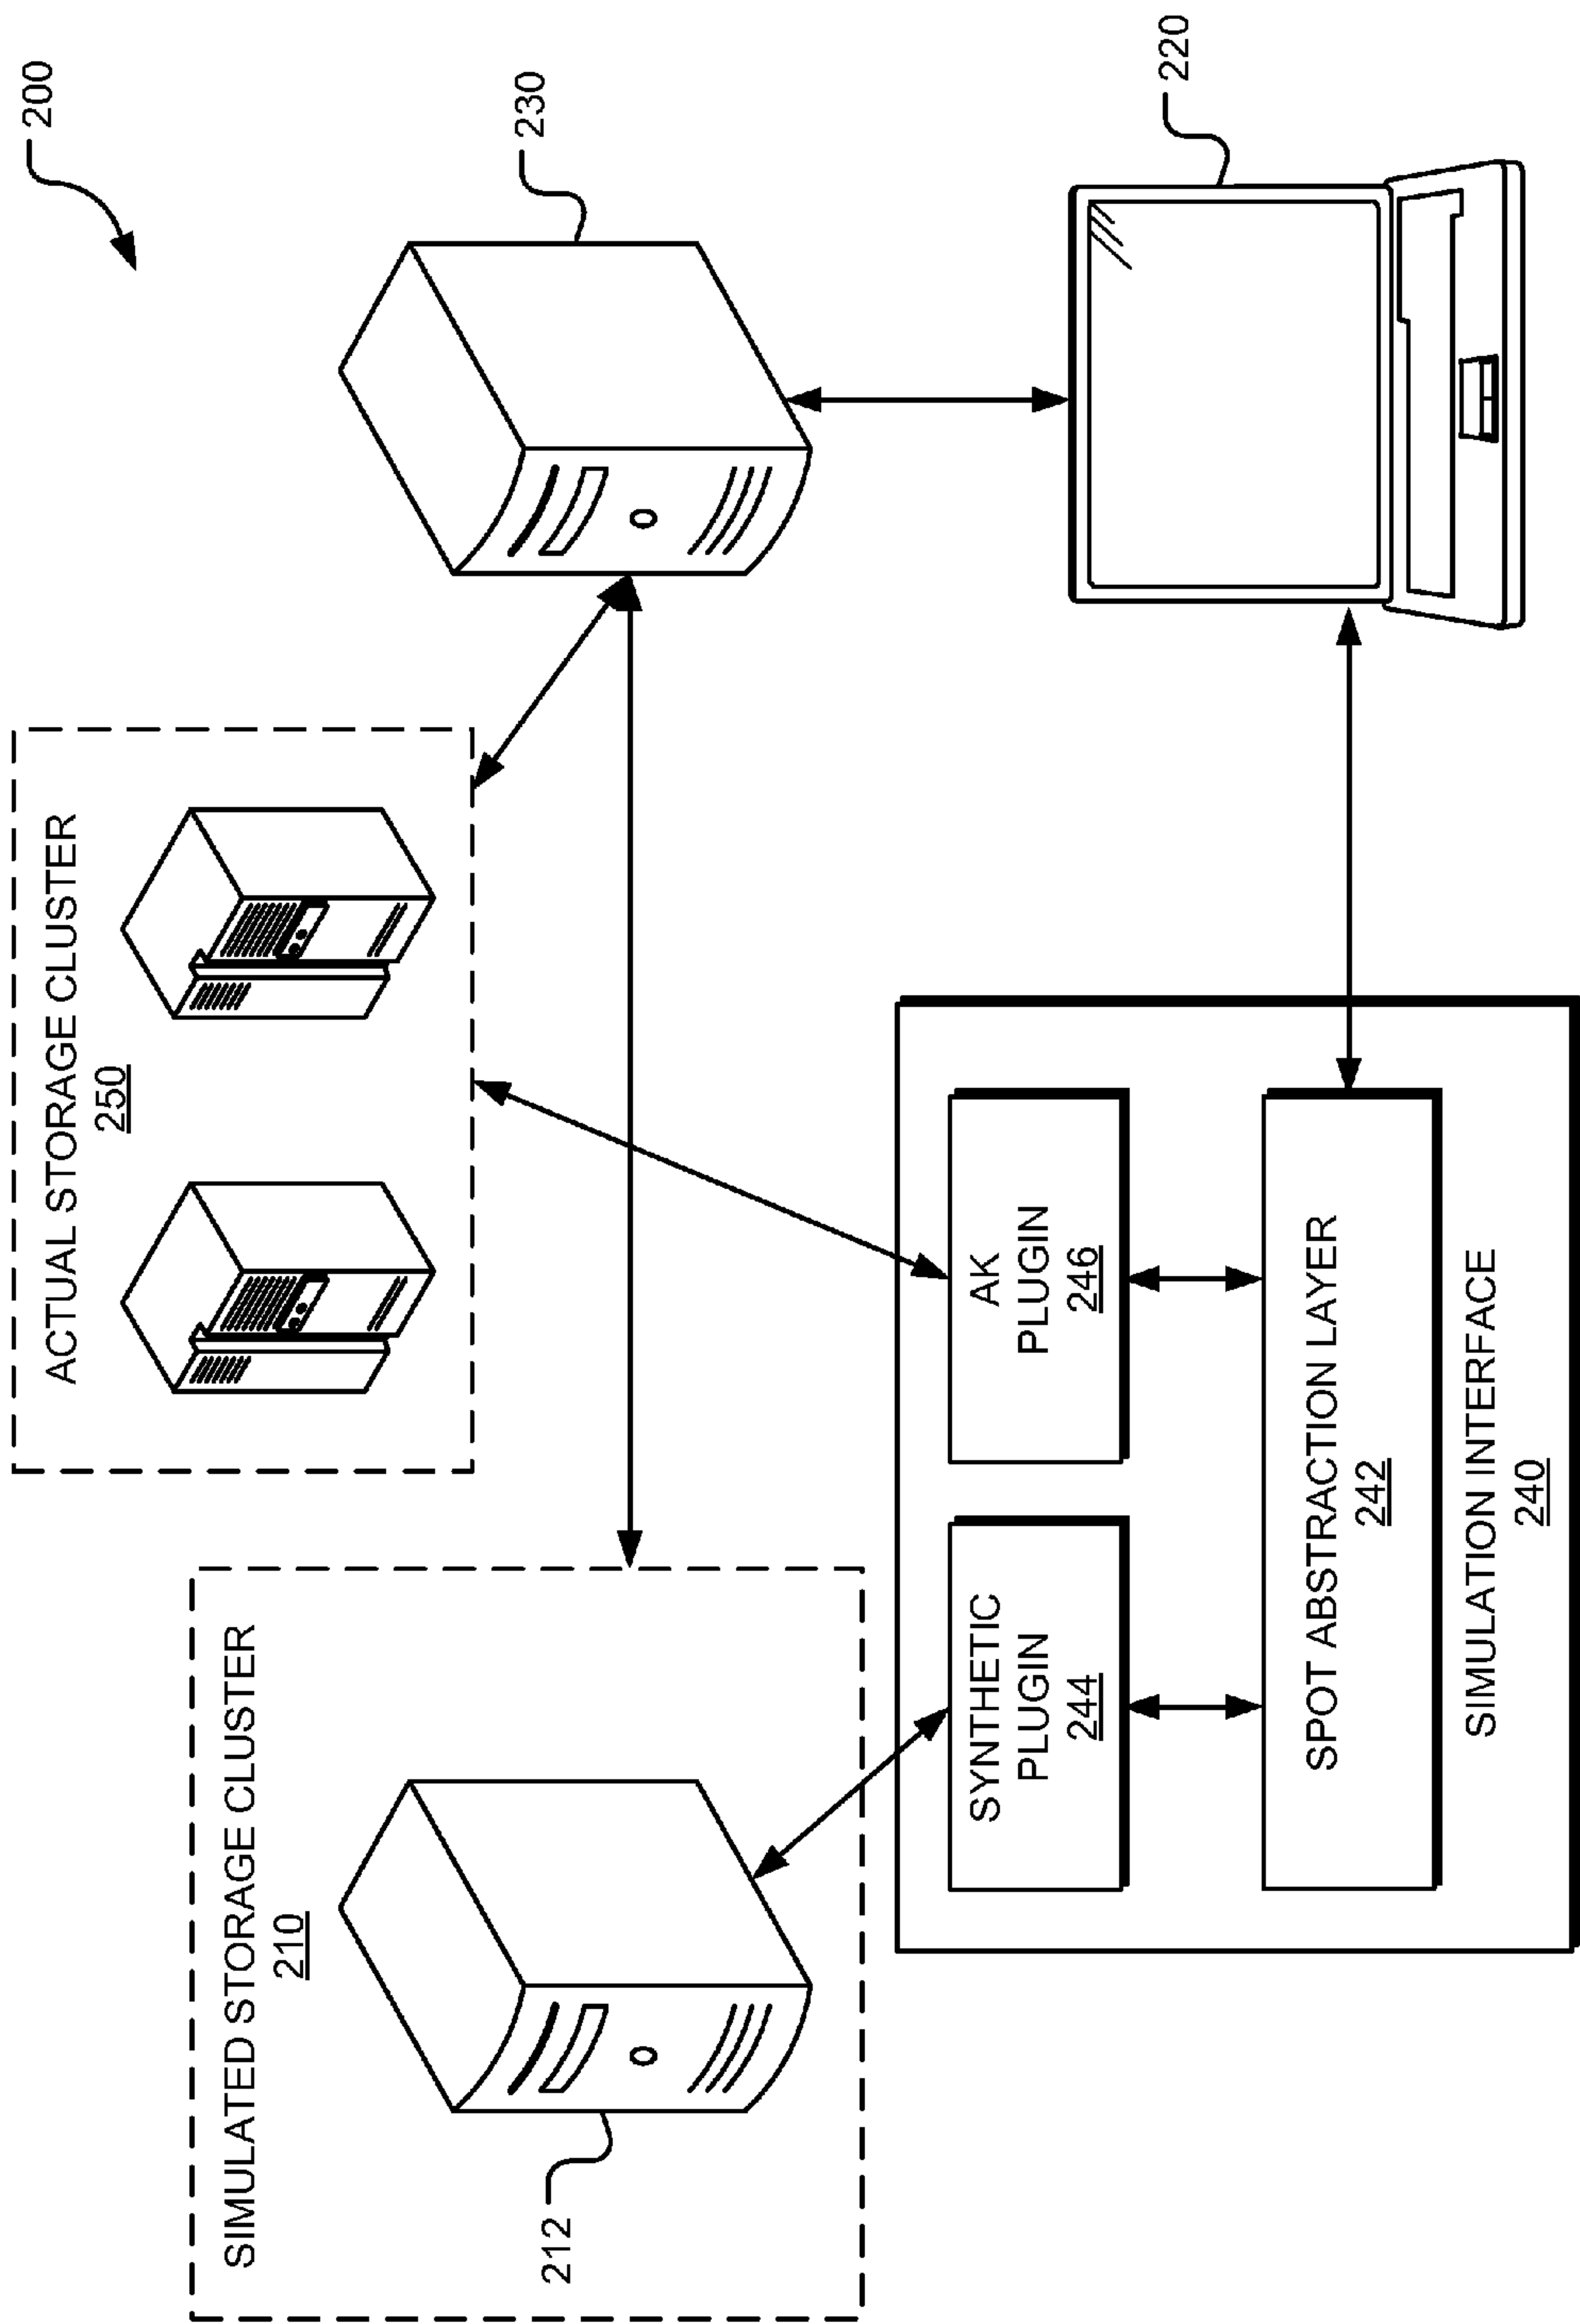 200
ACTUAL STORAGE CLUSTER
250
230
SIMULATED STORAGE CLUSTER
210
212
220
SYNTHETIC
PLUGIN
244
AK
PLUGIN
246
SPOT ABSTRACTION LAYER
242
SIMULATION INTERFACE
240